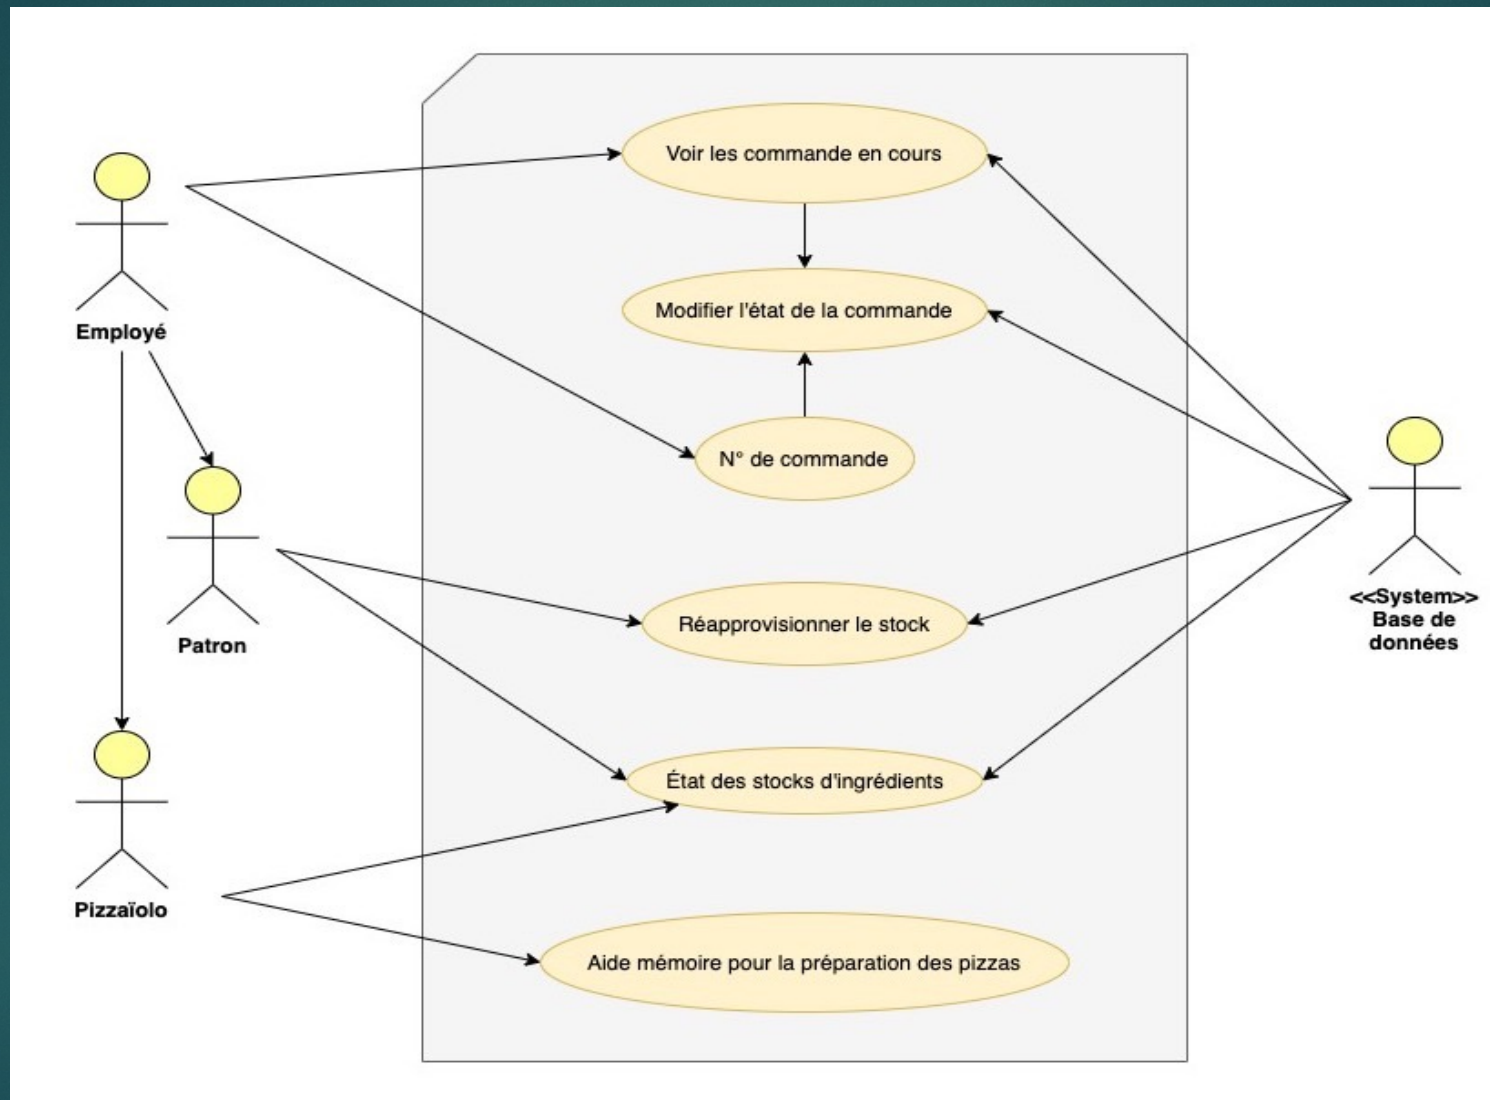 Voir les commande en cours
Modifier l'état de la commande
Employé
N° de commande
<<System>>
Base de
données
Réapprovisionner le stock
Patron
État des stocks d'ingrédients
Pizzaïolo
Aide mémoire pour la préparation des pizzas